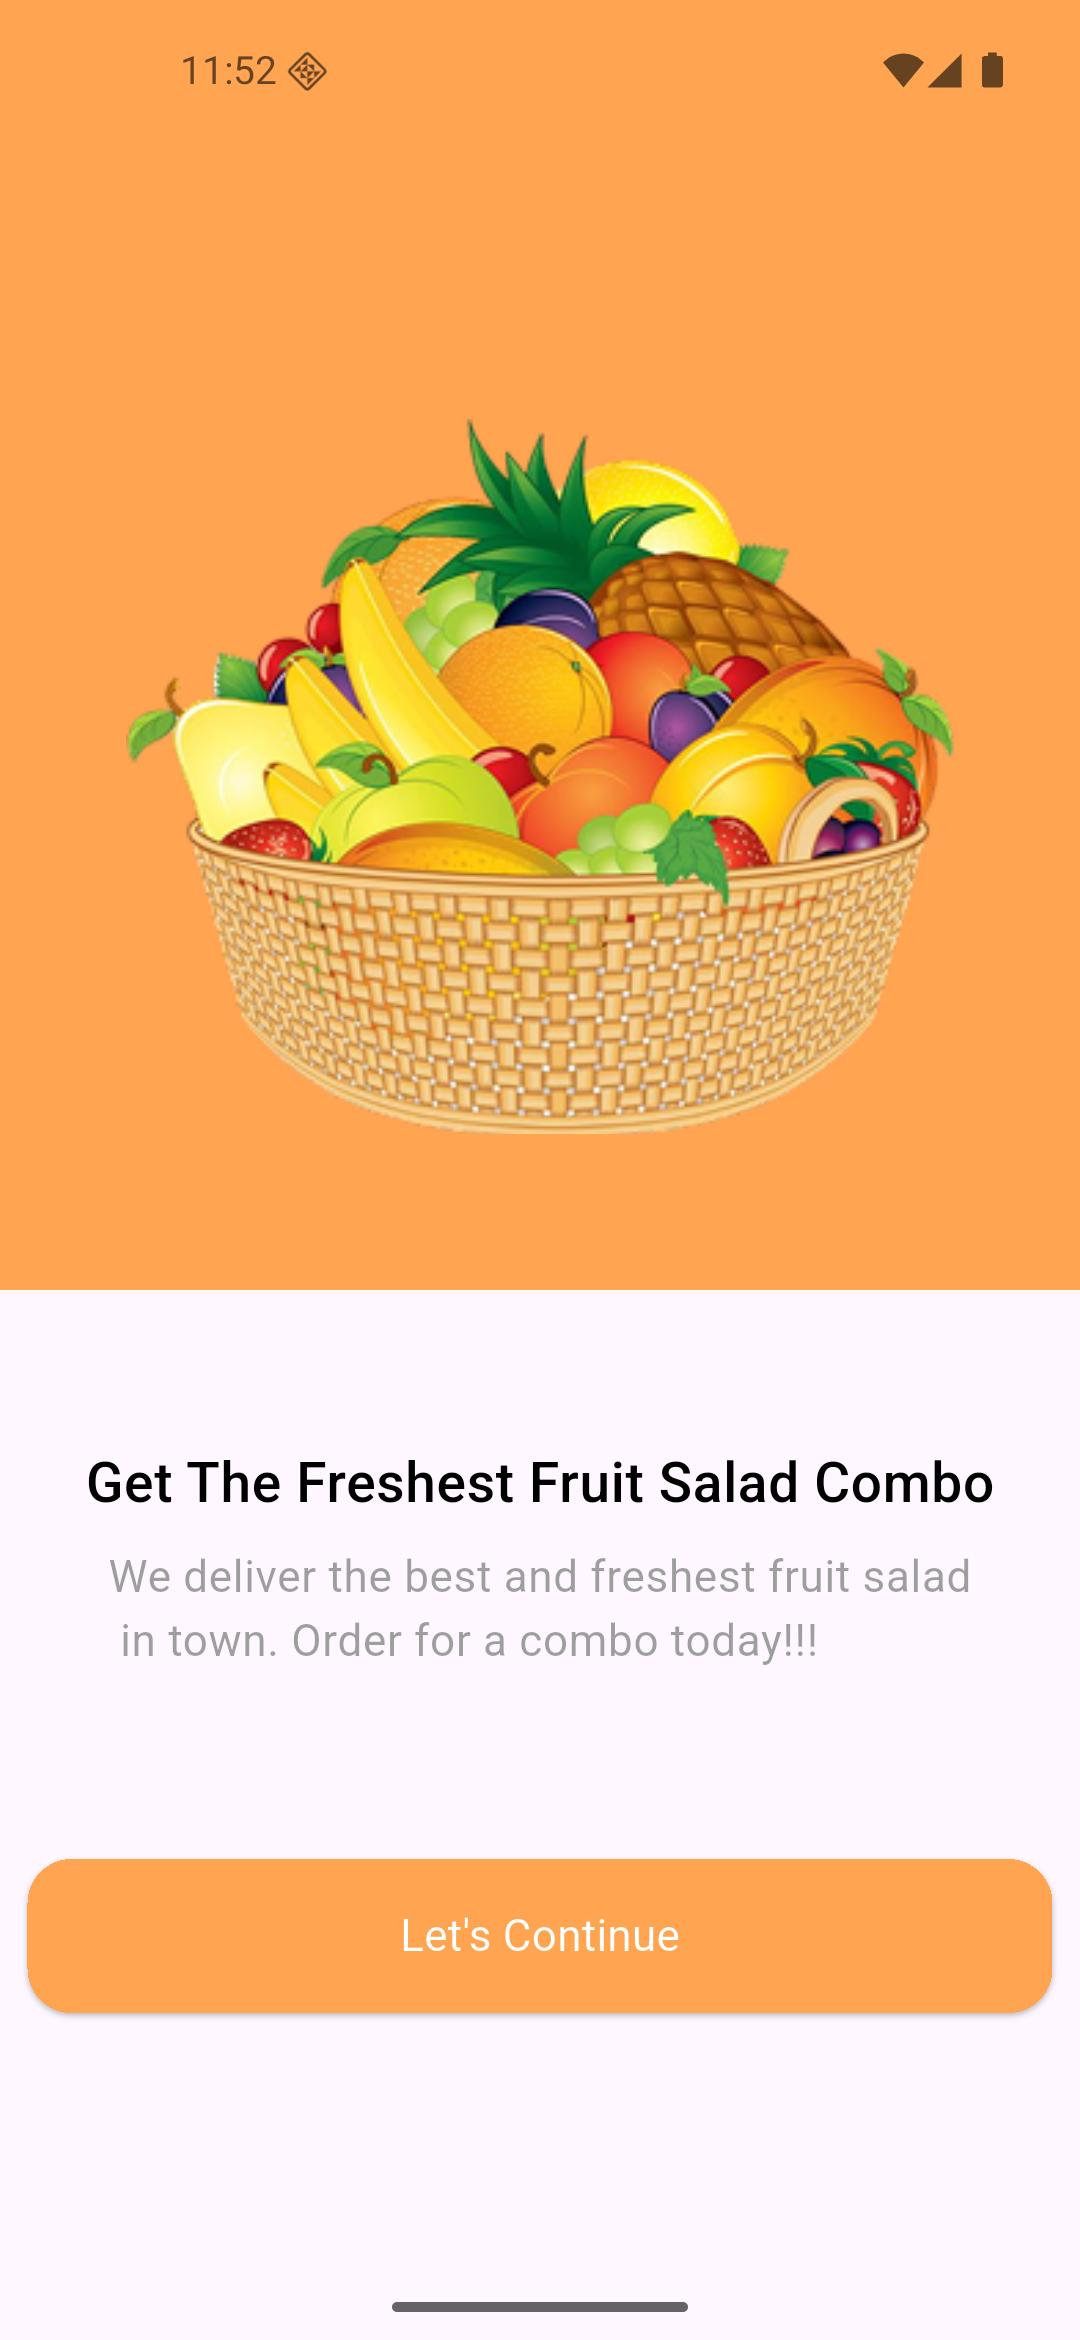 11:52
Get The Freshest Fruit Salad Combo
We deliver the best and freshest fruit salad
in town. Order for a combo today!!!
Let's Continue